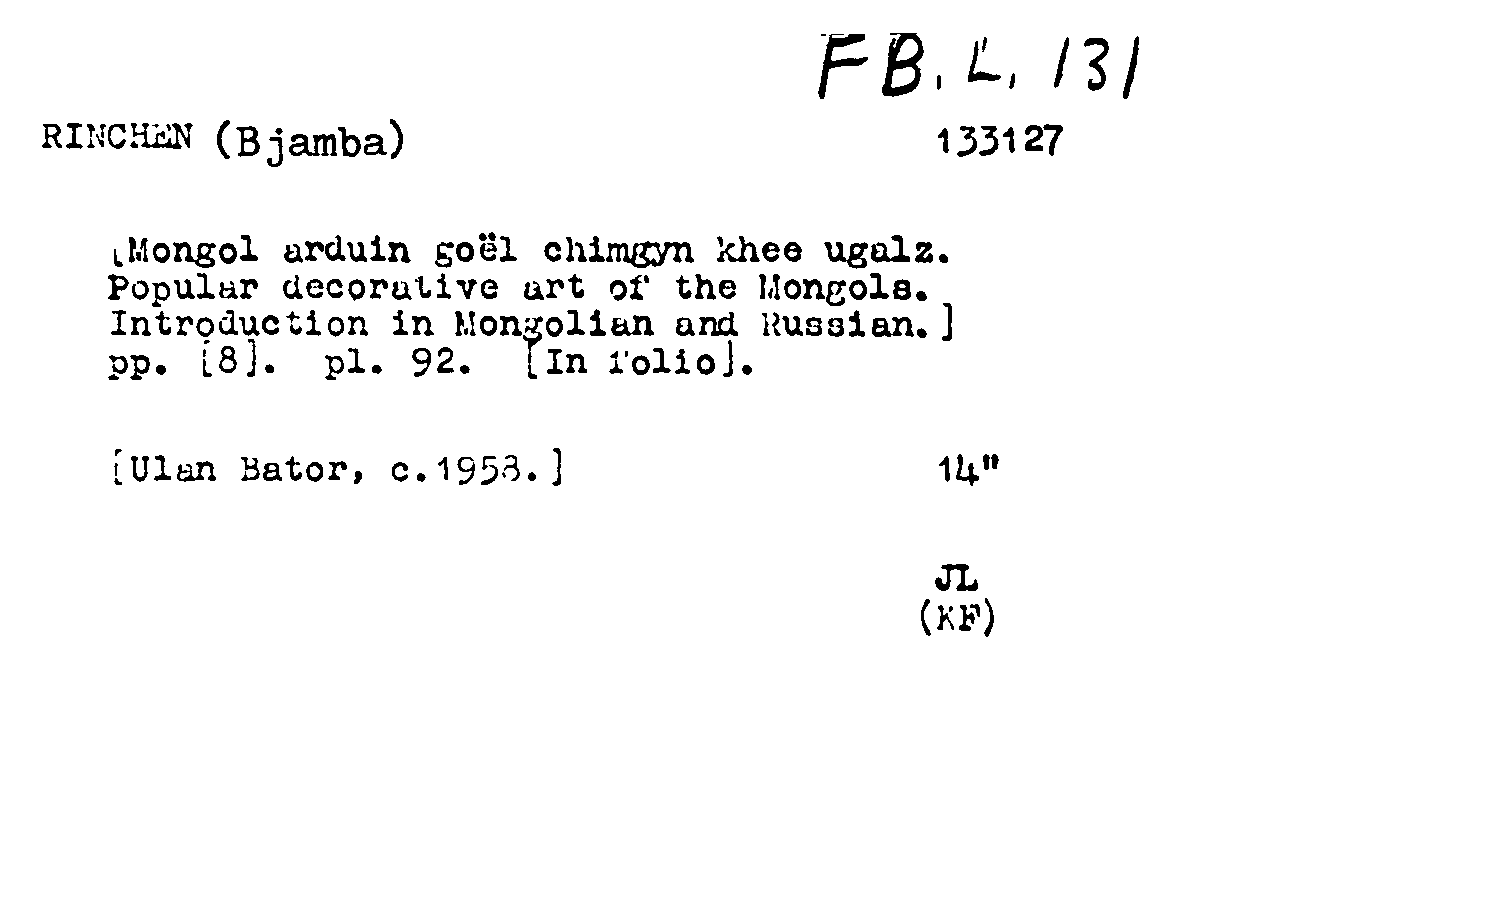 FB. L. 131
RINCHEN (Bjamba) 133127
[Mongol arduin goël chimgyn khee ugalz.
Popular decorative art of the Mongols.
Introduction in Mongolian and Russian.]
pp. [8]. pl. 92. [In folio].
[Ulan Bator, c.1958.] 14"
JL
(KF)